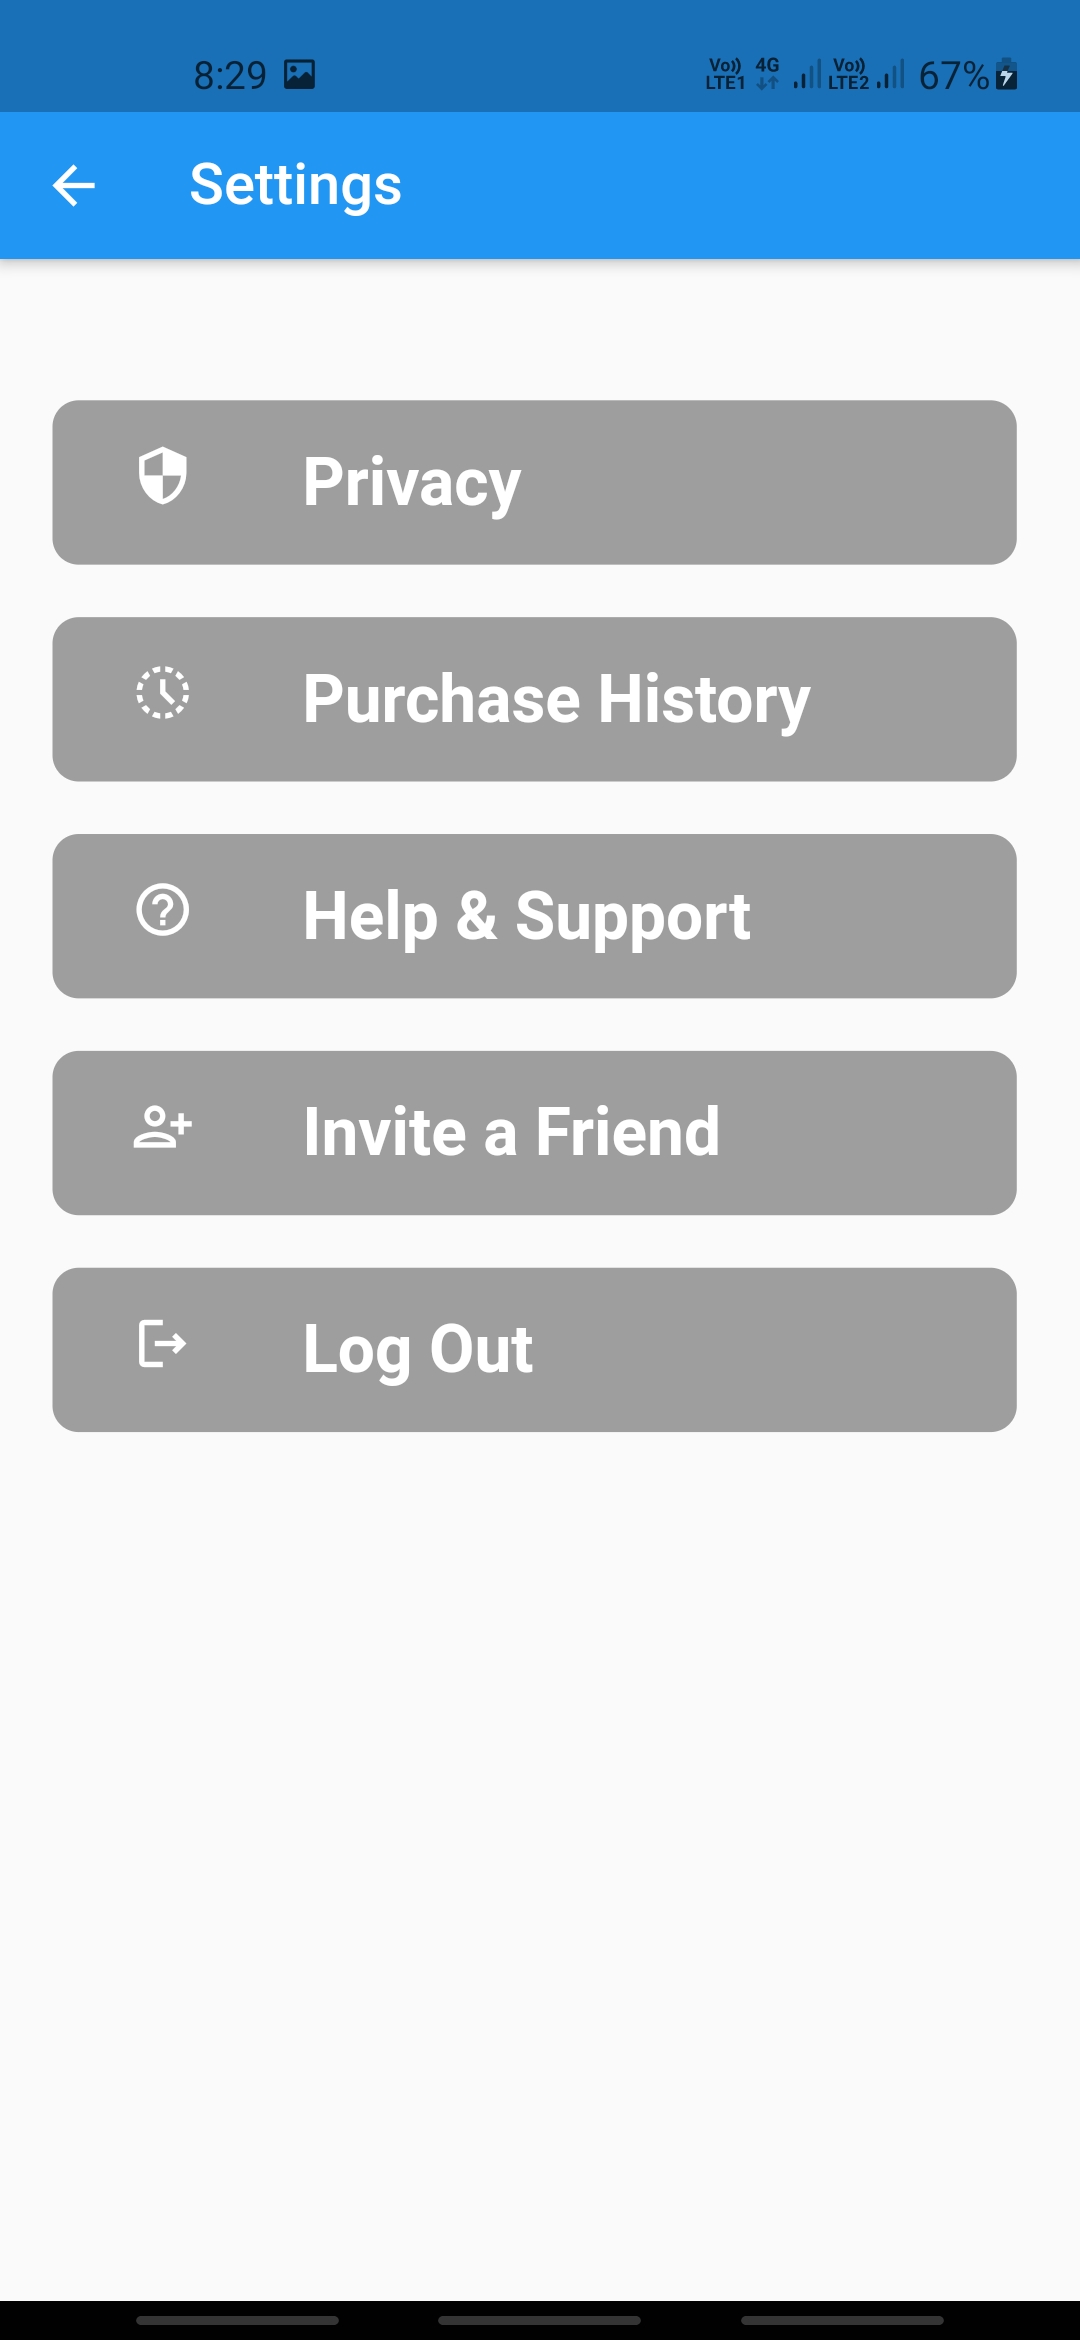 8:29 Vo)) LTE1 4G Vo)) LTE2 67%
Settings
Privacy
Purchase History
Help & Support
Invite a Friend
Log Out